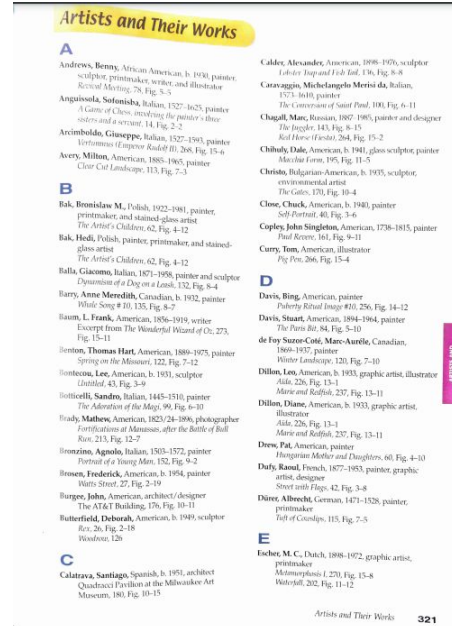 Artists and Their Works
A
Andrews, Benny, African American, b. 1930, painter,
sculptor, printmaker, writer, and illustrator
Revival Meeting, 78, Fig. 5–5
Anguissola, Sofonisba, Italian, 1527–1625, painter
A Game of Chess, involving the painter's three
sisters and a servant, 14, Fig. 2–2
Arcimboldo, Giuseppe, Italian, 1527–1593, painter
Vertumnus (Emperor Rudolf II), 268, Fig. 15–6
Avery, Milton, American, 1885–1965, painter
Clear Cut Landscape, 113, Fig. 7–3
B
Bak, Bronislaw M., Polish, 1922–1981, painter,
printmaker, and stained-glass artist
The Artist's Children, 62, Fig. 4–12
Bak, Hedi, Polish, painter, printmaker, and stained-
glass artist
The Artist's Children, 62, Fig. 4–12
Balla, Giacomo, Italian, 1871–1958, painter and sculptor
Dynamism of a Dog on a Leash, 132, Fig. 8–4
Barry, Anne Meredith, Canadian, b. 1932, painter
Whale Song # 10, 135, Fig. 8–7
Baum, L. Frank, American, 1856–1919, writer
Excerpt from The Wonderful Wizard of Oz, 273,
Fig. 15–11
Benton, Thomas Hart, American, 1889–1975, painter
Spring on the Missouri, 122, Fig. 7–12
Bontecou, Lee, American, b. 1931, sculptor
Untitled, 43, Fig. 3–9
Botticelli, Sandro, Italian, 1445–1510, painter
The Adoration of the Magi, 99, Fig. 6–10
Brady, Mathew, American, 1823/24–1896, photographer
Fortifications at Manassas, after the Battle of Bull
Run, 213, Fig. 12–7
Bronzino, Agnolo, Italian, 1503–1572, painter
Portrait of a Young Man, 152, Fig. 9–2
Brosen, Frederick, American, b. 1954, painter
Watts Street, 27, Fig. 2–19
Burgee, John, American, architect/designer
The AT&T Building, 176, Fig. 10–11
Butterfield, Deborah, American, b. 1949, sculptor
Rex, 26, Fig. 2–18
Woodrow, 126
C
Calatrava, Santiago, Spanish, b. 1951, architect
Quadracci Pavilion at the Milwaukee Art
Museum, 180, Fig. 10–15
Calder, Alexander, American, 1898–1976, sculptor
Lobster Trap and Fish Tail, 136, Fig. 8–8
Caravaggio, Michelangelo Merisi da, Italian,
1573–1610, painter
The Conversion of Saint Paul, 100, Fig. 6–11
Chagall, Marc, Russian, 1887–1985, painter and designer
The Juggler, 143, Fig. 8–15
Red Horse (Fiesta), 264, Fig. 15–2
Chihuly, Dale, American, b. 1941, glass sculptor, painter
Macchia Form, 195, Fig. 11–5
Christo, Bulgarian-American, b. 1935, sculptor,
environmental artist
The Gates, 170, Fig. 10–4
Close, Chuck, American, b. 1940, painter
Self-Portrait, 40, Fig. 3–6
Copley, John Singleton, American, 1738–1815, painter
Paul Revere, 161, Fig. 9–11
Curry, Tom, American, illustrator
Pig Pen, 266, Fig. 15–4
D
Davis, Bing, American, painter
Puberty Ritual Image #10, 256, Fig. 14–12
Davis, Stuart, American, 1894–1964, painter
The Paris Bit, 84, Fig. 5–10
de Foy Suzor-Coté, Marc-Auréle, Canadian,
1869–1937, painter
Winter Landscape, 120, Fig. 7–10
Dillon, Leo, American, b. 1933, graphic artist, illustrator
Aida, 226, Fig. 13–1
Marie and Redfish, 237, Fig. 13–11
Dillon, Diane, American, b. 1933, graphic artist,
illustrator
Aida, 226, Fig. 13–1
Marie and Redfish, 237, Fig. 13–11
Drew, Pat, American, painter
Hungarian Mother and Daughters, 60, Fig. 4–10
Dufy, Raoul, French, 1877–1953, painter, graphic
artist, designer
Street with Flags, 42, Fig. 3–8
Dürer, Albrecht, German, 1471–1528, painter,
printmaker
Tuft of Cowslips, 115, Fig. 7–5
E
Escher, M. C., Dutch, 1898–1972, graphic artist,
printmaker
Metamorphosis I, 270, Fig. 15–8
Waterfall, 202, Fig. 11–12
Artists and Their Works 321